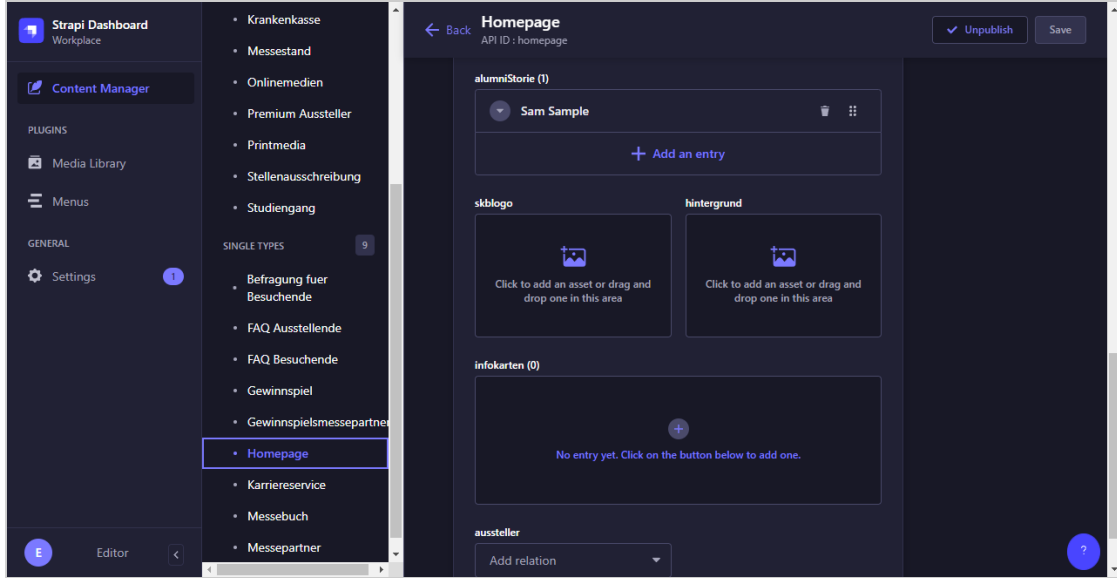 Strapi Dashboard
Workplace
Content Manager
PLUGINS
Media Library
Menus
GENERAL
Settings
1
E
Editor
Krankenkasse
Messestand
Onlinemedien
Premium Aussteller
Printmedia
Stellenausschreibung
Studiengang
SINGLE TYPES
9
Befragung fuer
Besuchende
FAQ Ausstellende
FAQ Besuchende
Gewinnspiel
Gewinnspielsmessepartner
Homepage
Karriereservice
Messebuch
Messepartner
Back
Homepage
API ID : homepage
Unpublish
Save
alumniStorie (1)
Sam Sample
Add an entry
skblogo
hintergrund
Click to add an asset or drag and
drop one in this area
Click to add an asset or drag and
drop one in this area
infokarten (0)
No entry yet. Click on the button below to add one.
aussteller
Add relation
?